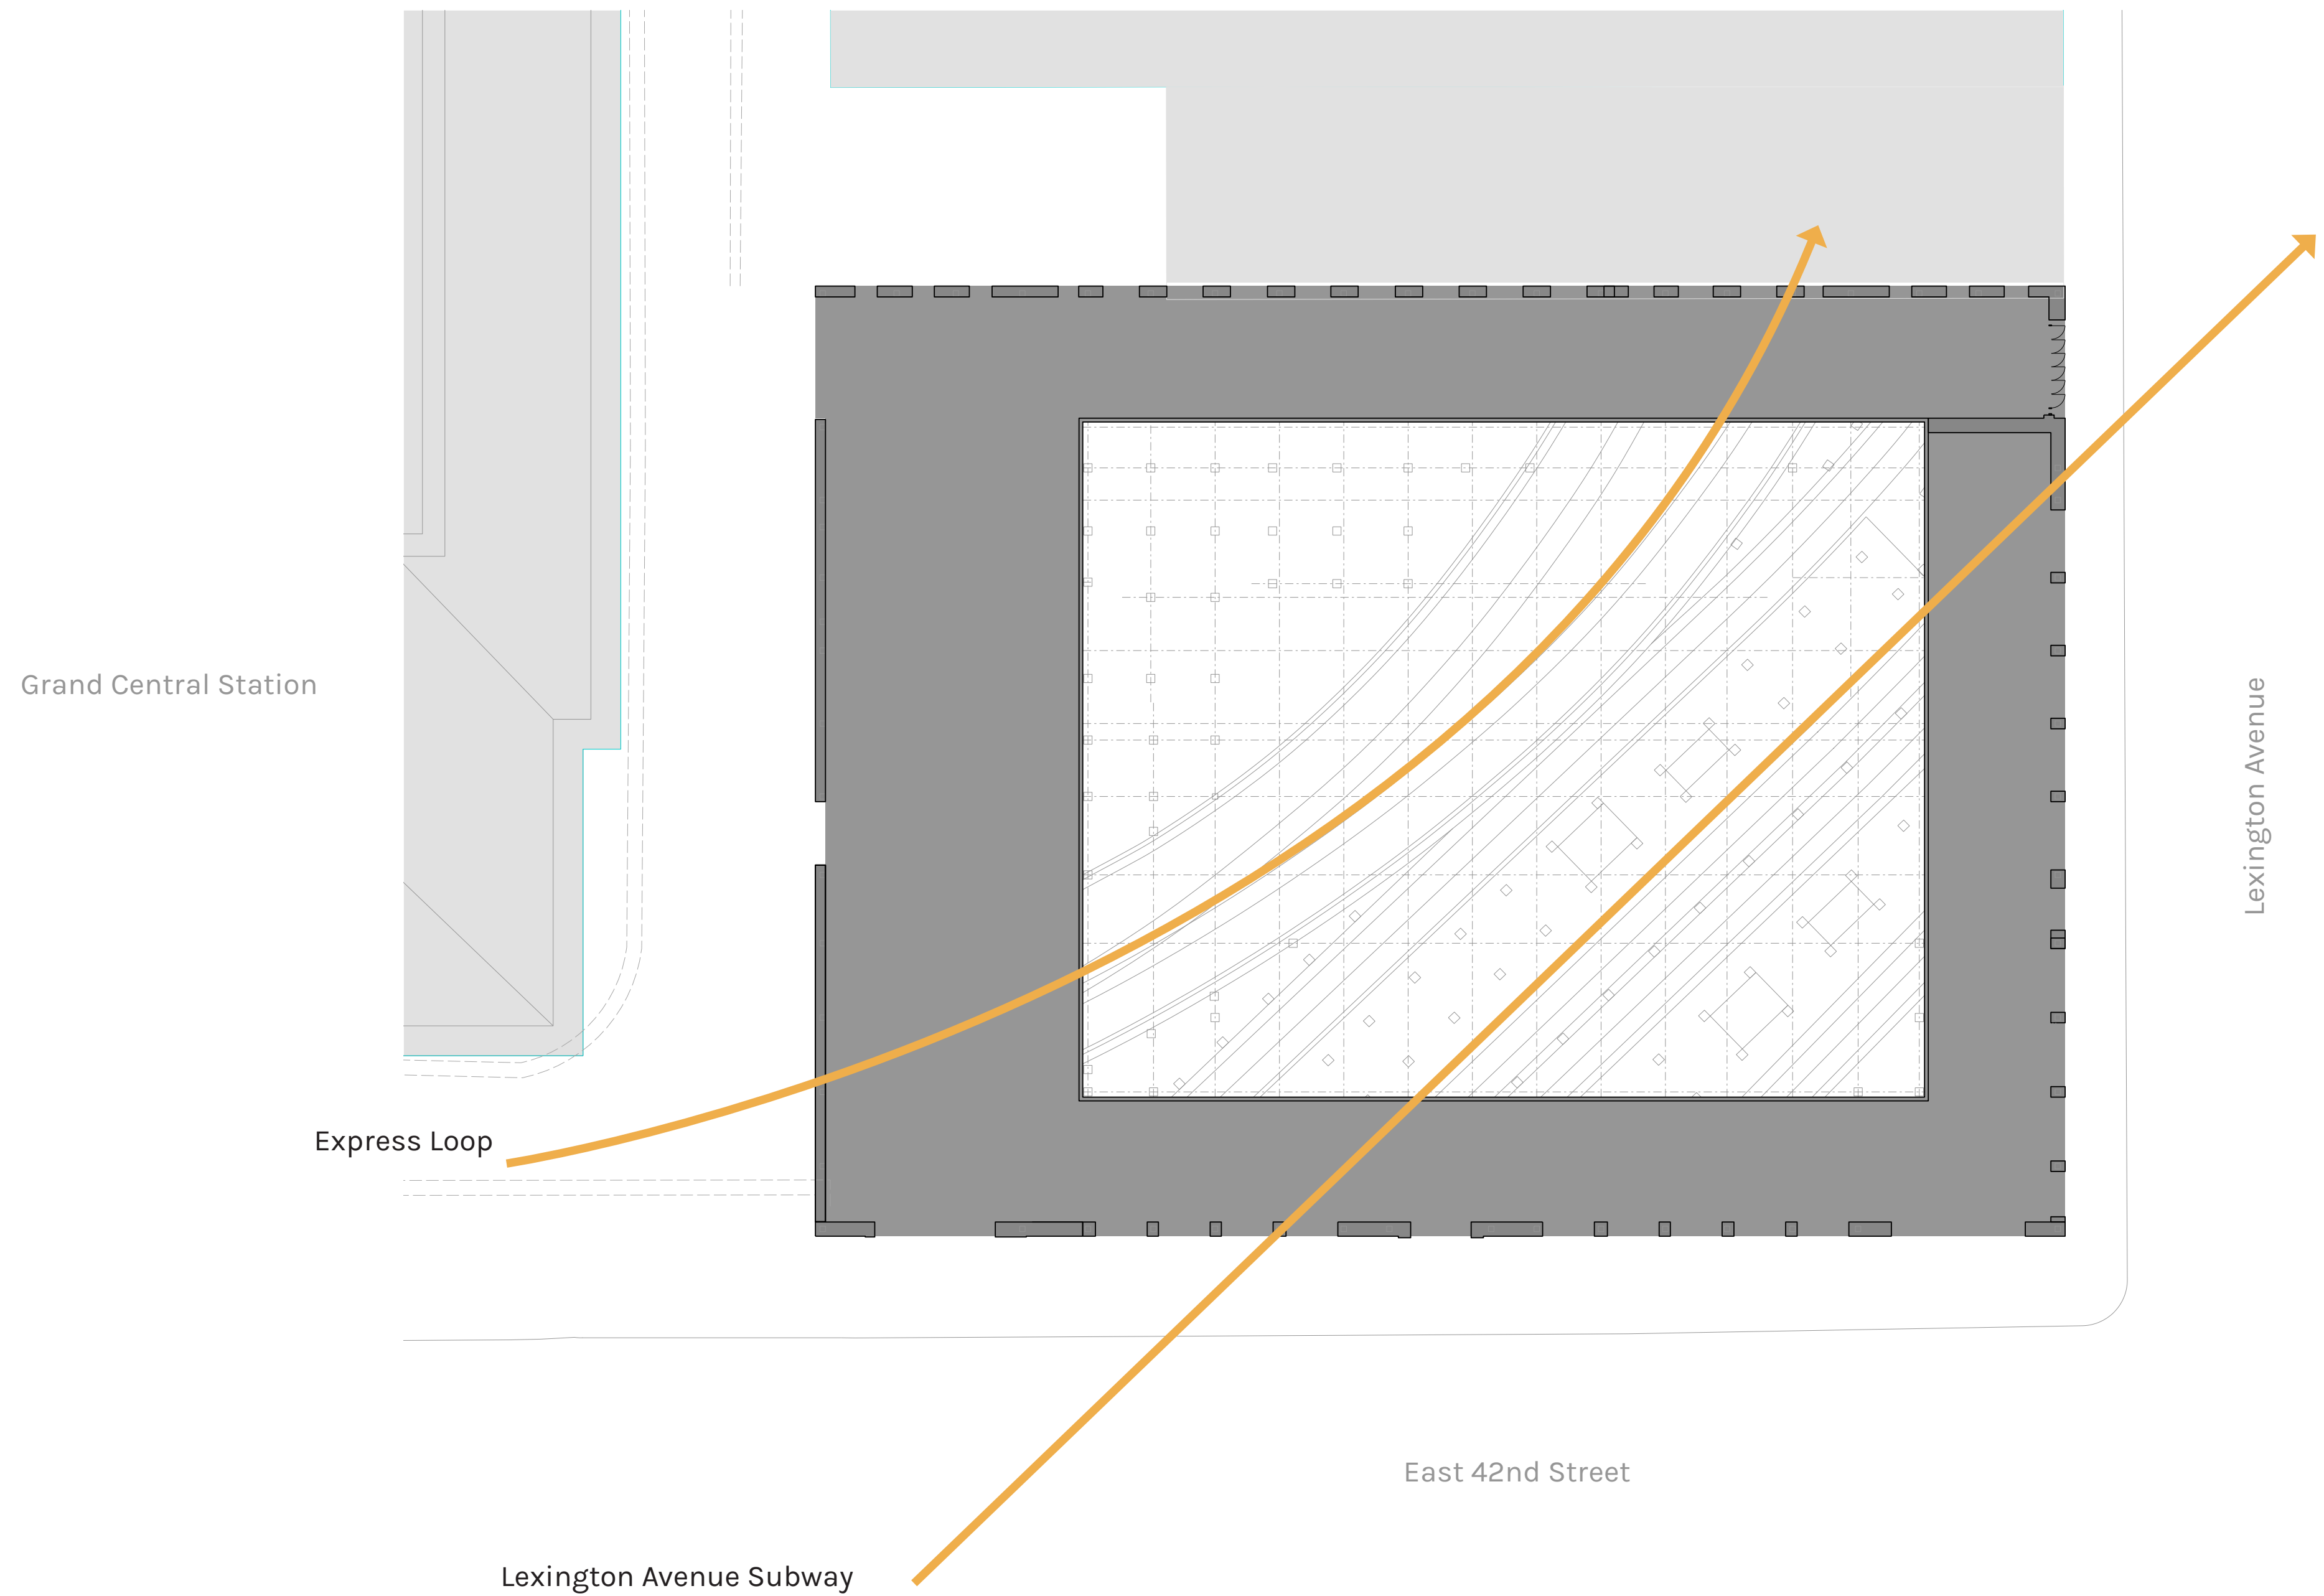 Grand Central Station
Lexington Avenue
Express Loop
East 42nd Street
Lexington Avenue Subway